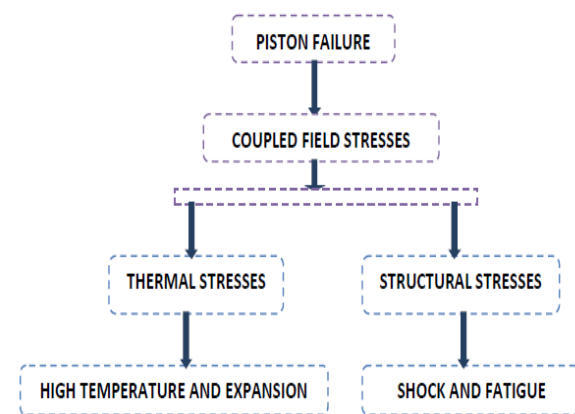 PISTON FAILURE
COUPLED FIELD STRESSES
THERMAL STRESSES
STRUCTURAL STRESSES
HIGH TEMPERATURE AND EXPANSION
SHOCK AND FATIGUE